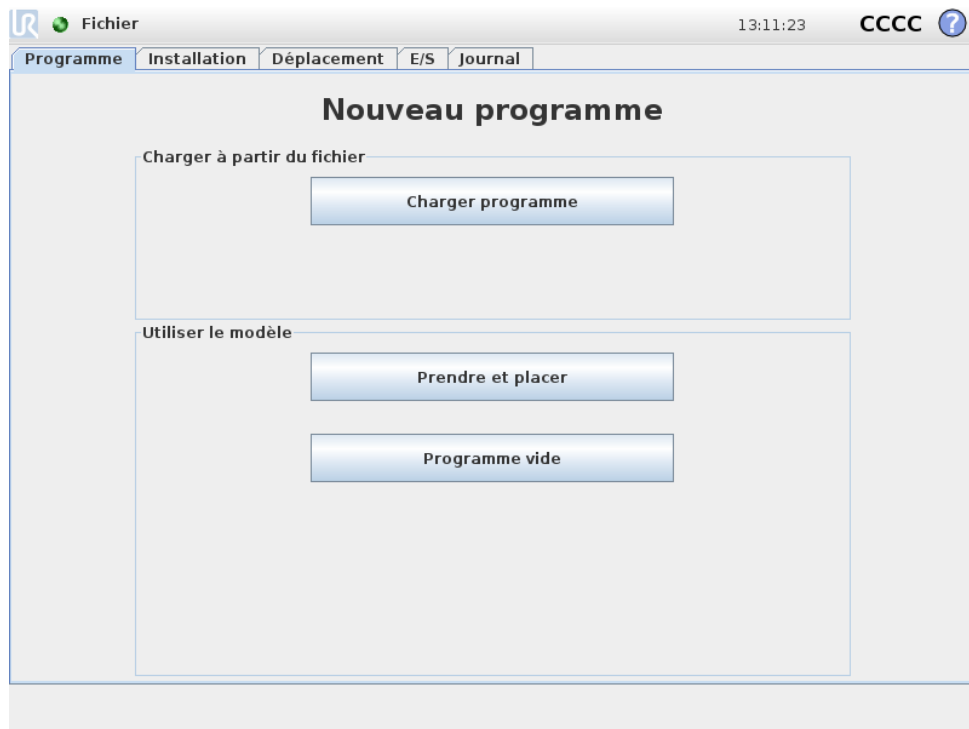 UR Fichier 13:11:23 CCCC ?
Programme Installation Déplacement E/S Journal
Nouveau programme
Charger à partir du fichier
Charger programme
Utiliser le modèle
Prendre et placer
Programme vide